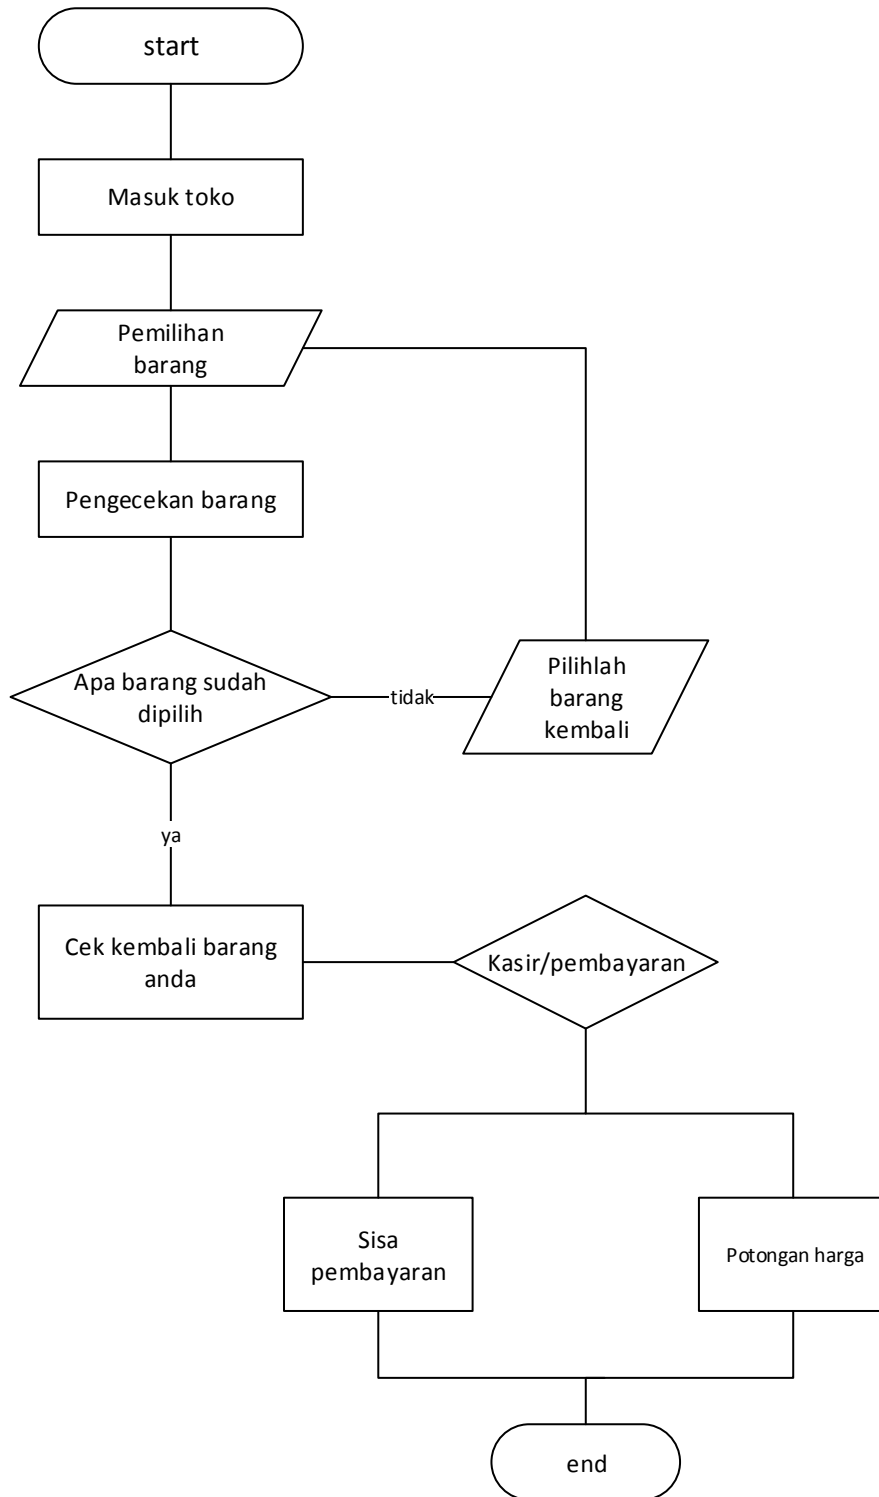 start
Masuk toko
Pemilihan
barang
Pengecekan barang
Apa barang sudah
dipilih
tidak
Pilihlah
barang
kembali
ya
Cek kembali barang
anda
Kasir/pembayaran
Sisa
pembayaran
Potongan harga
end